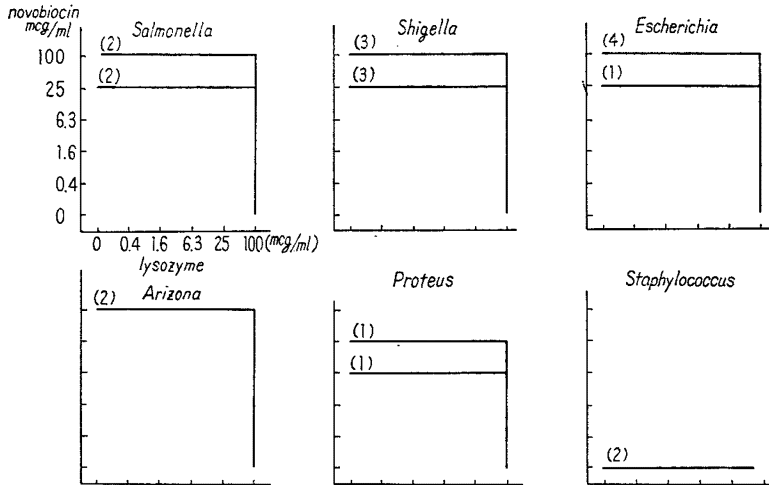 novobiocin
mcg/ml
Salmonella
(2)
(2)
100
25
6.3
1.6
0.4
0
0 0.4 1.6 6.3 25 100 (mcg/ml)
lysozyme
Shigella
(3)
(3)
Escherichia
(4)
(1)
Arizona
(2)
Proteus
(1)
(1)
Staphylococcus
(2)